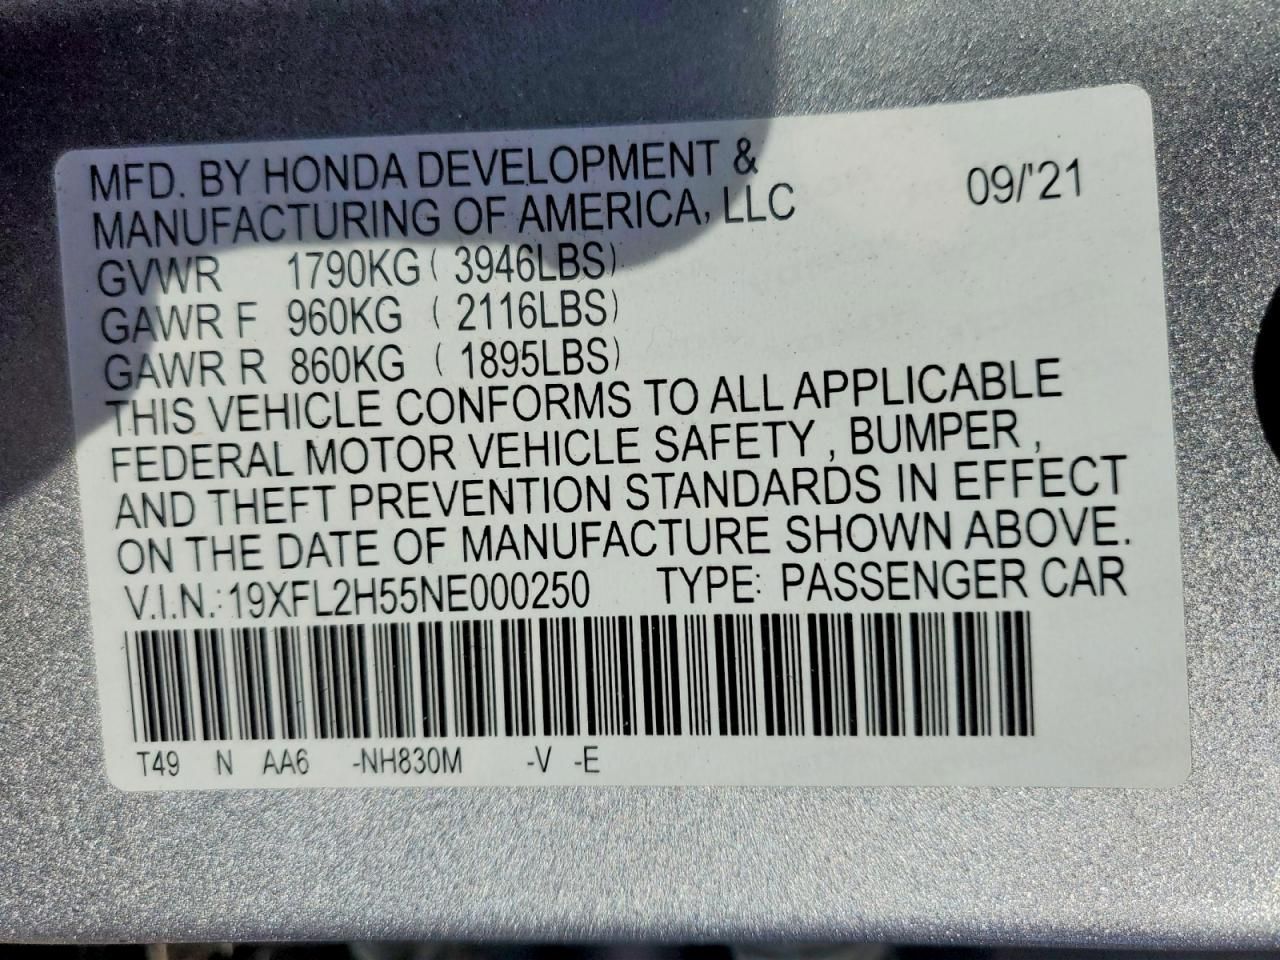 MFD. BY HONDA DEVELOPMENT &
MANUFACTURING OF AMERICA, LLC 09/'21
GVWR 1790KG ( 3946LBS)
GAWR F 960KG ( 2116LBS)
GAWR R 860KG ( 1895LBS)
THIS VEHICLE CONFORMS TO ALL APPLICABLE
FEDERAL MOTOR VEHICLE SAFETY , BUMPER ,
AND THEFT PREVENTION STANDARDS IN EFFECT
ON THE DATE OF MANUFACTURE SHOWN ABOVE.
V.I.N.: 19XFL2H55NE000250 TYPE: PASSENGER CAR
T49 N AA6 -NH830M -V -E